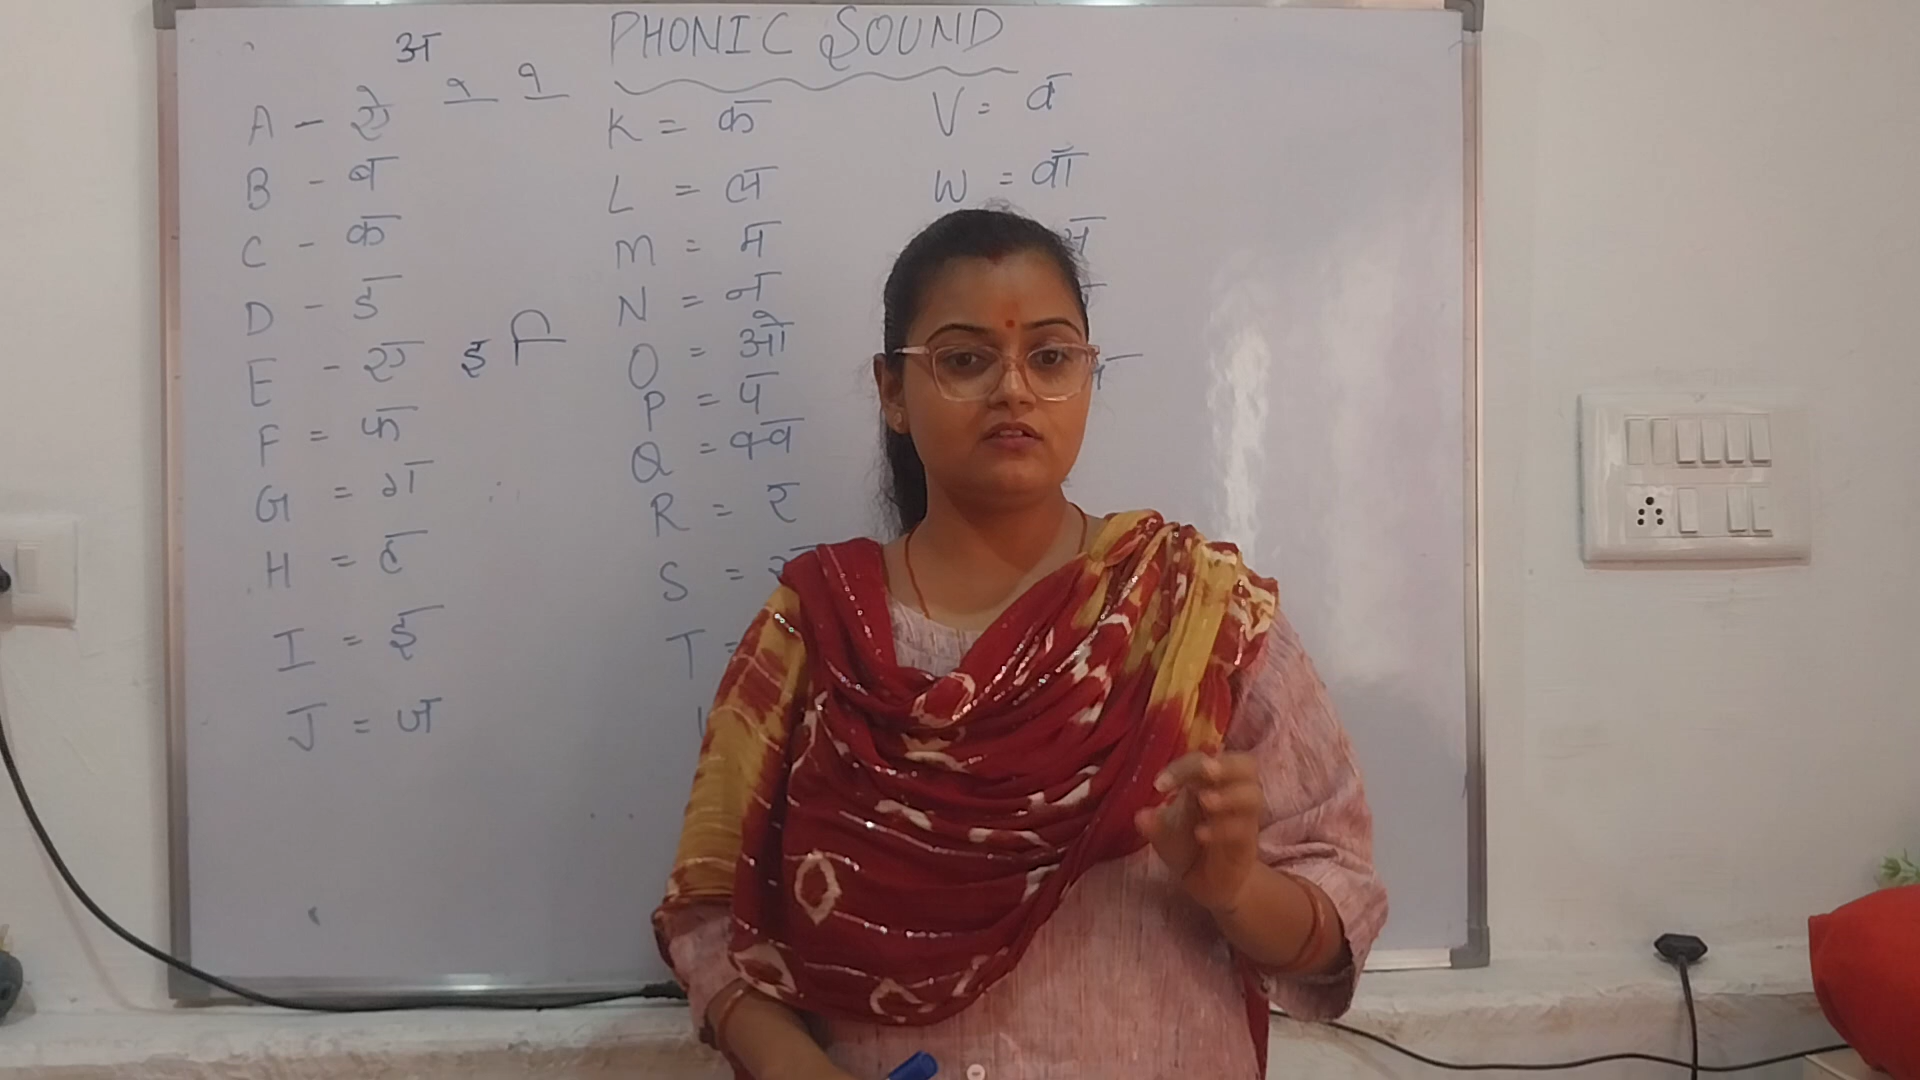 PHONIC SOUND
अ
A - ऐ
B - ब
C - क
D - ड
E - ए इ ि
F = फ
G = ग
H = ह
I = ई
J = ज
K = क
L = ल
M = म
N = न
O = ओ
P = प
Q = क्व
R = र
S =
T =
V = व
W = वॉ